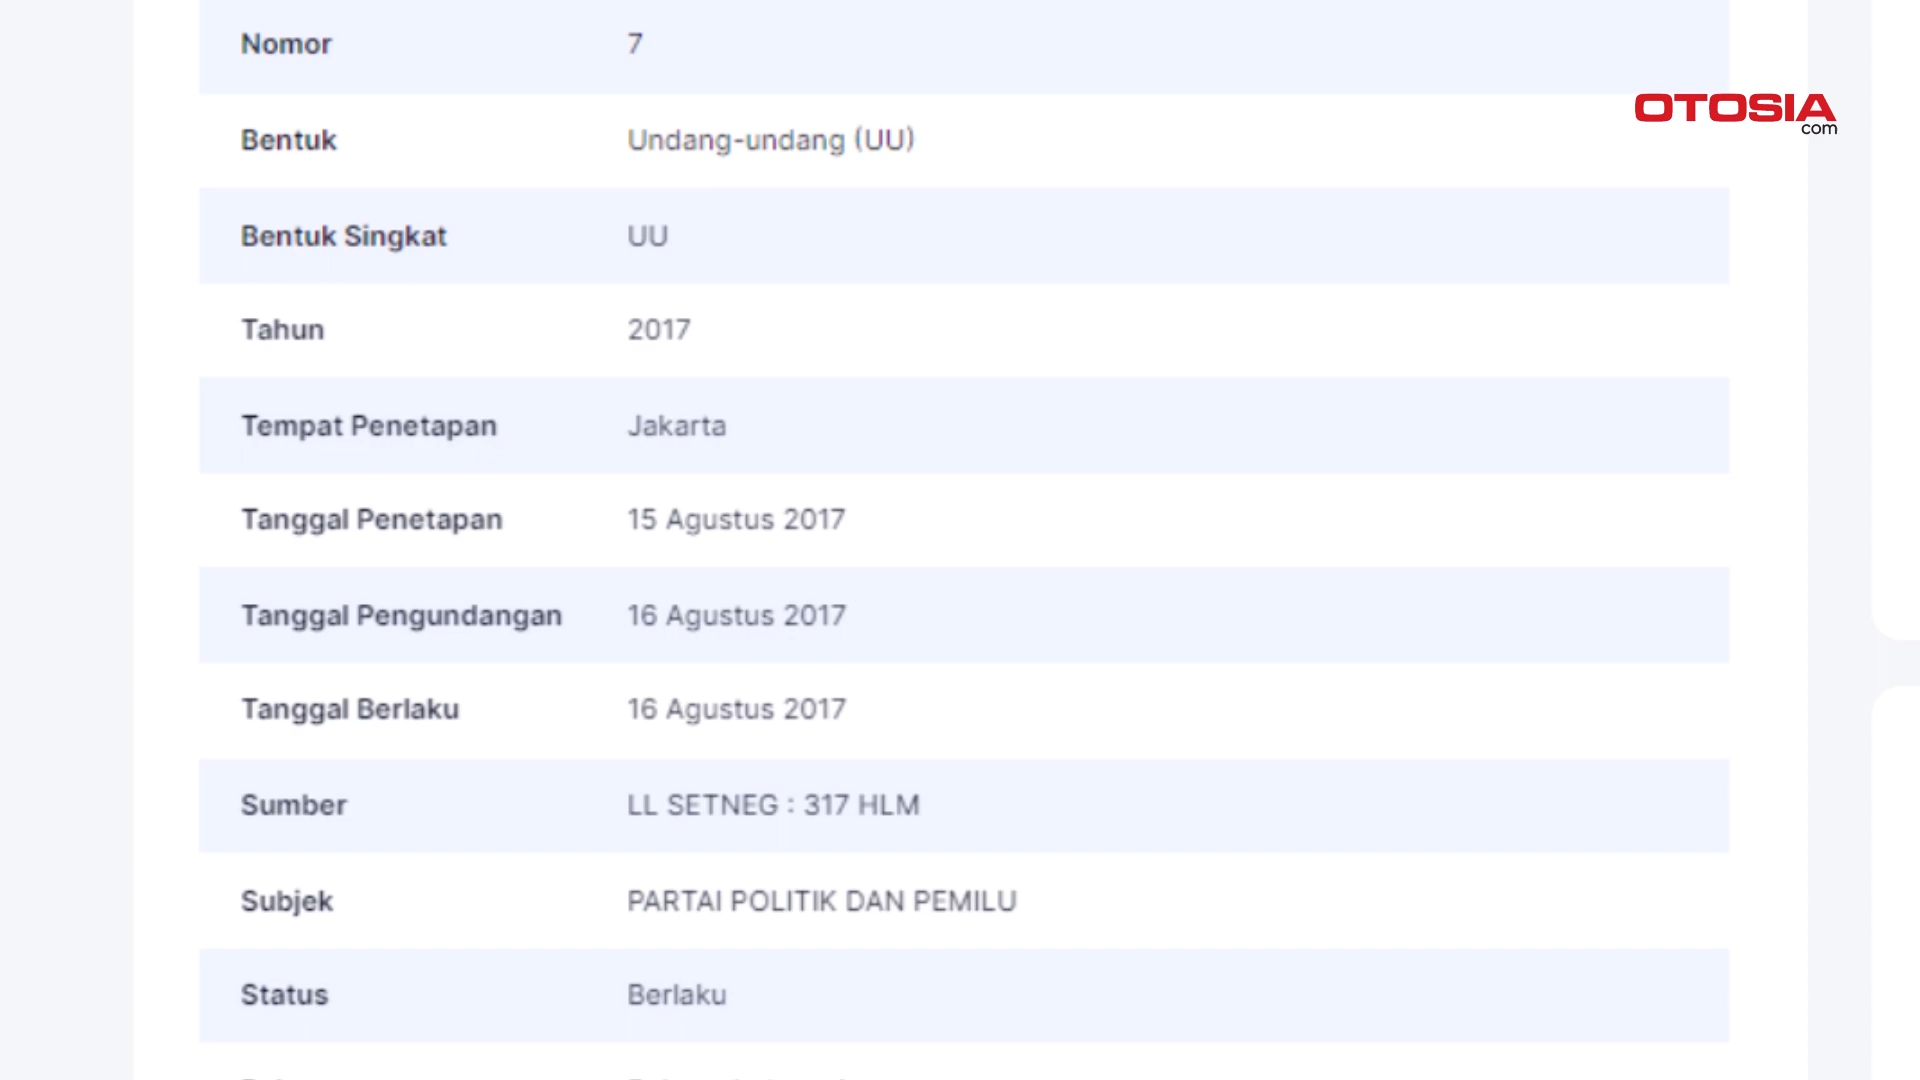 Nomor 7
OTOSIA
com
Bentuk Undang-undang (UU)
Bentuk Singkat UU
Tahun 2017
Tempat Penetapan Jakarta
Tanggal Penetapan 15 Agustus 2017
Tanggal Pengundangan 16 Agustus 2017
Tanggal Berlaku 16 Agustus 2017
Sumber LL SETNEG : 317 HLM
Subjek PARTAI POLITIK DAN PEMILU
Status Berlaku